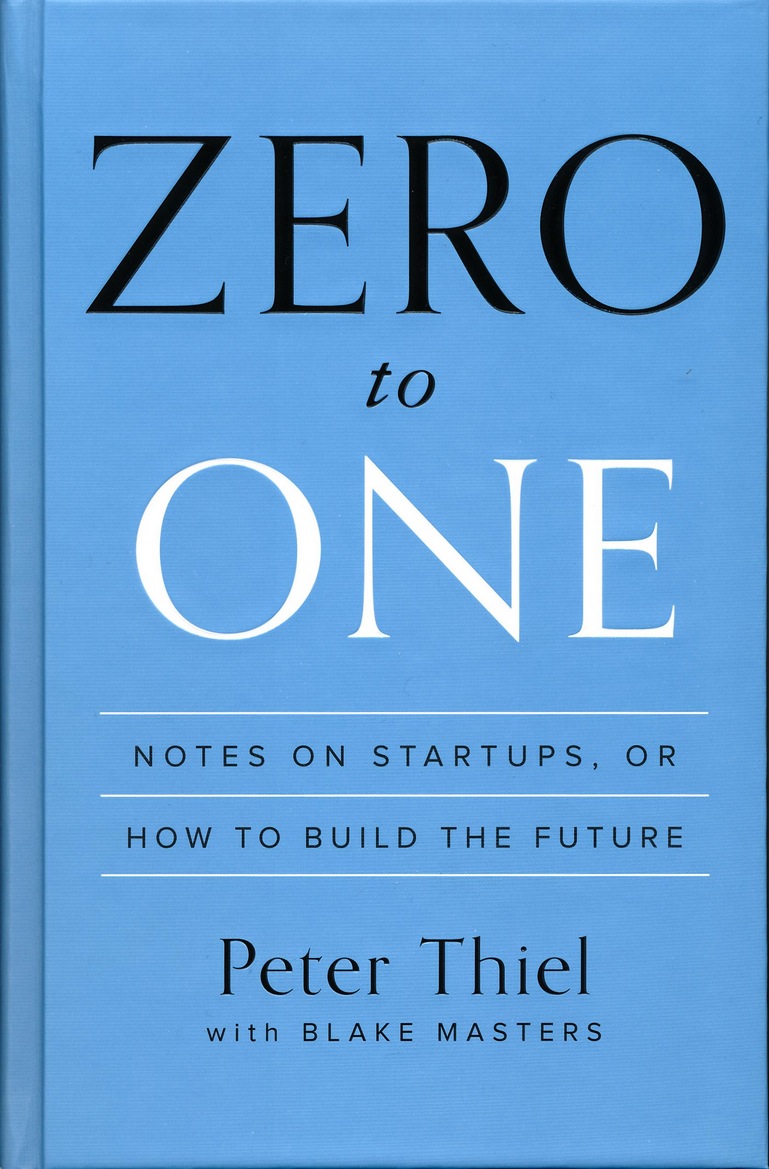 ZERO
to
ONE
NOTES ON STARTUPS, OR
HOW TO BUILD THE FUTURE
Peter Thiel
with BLAKE MASTERS